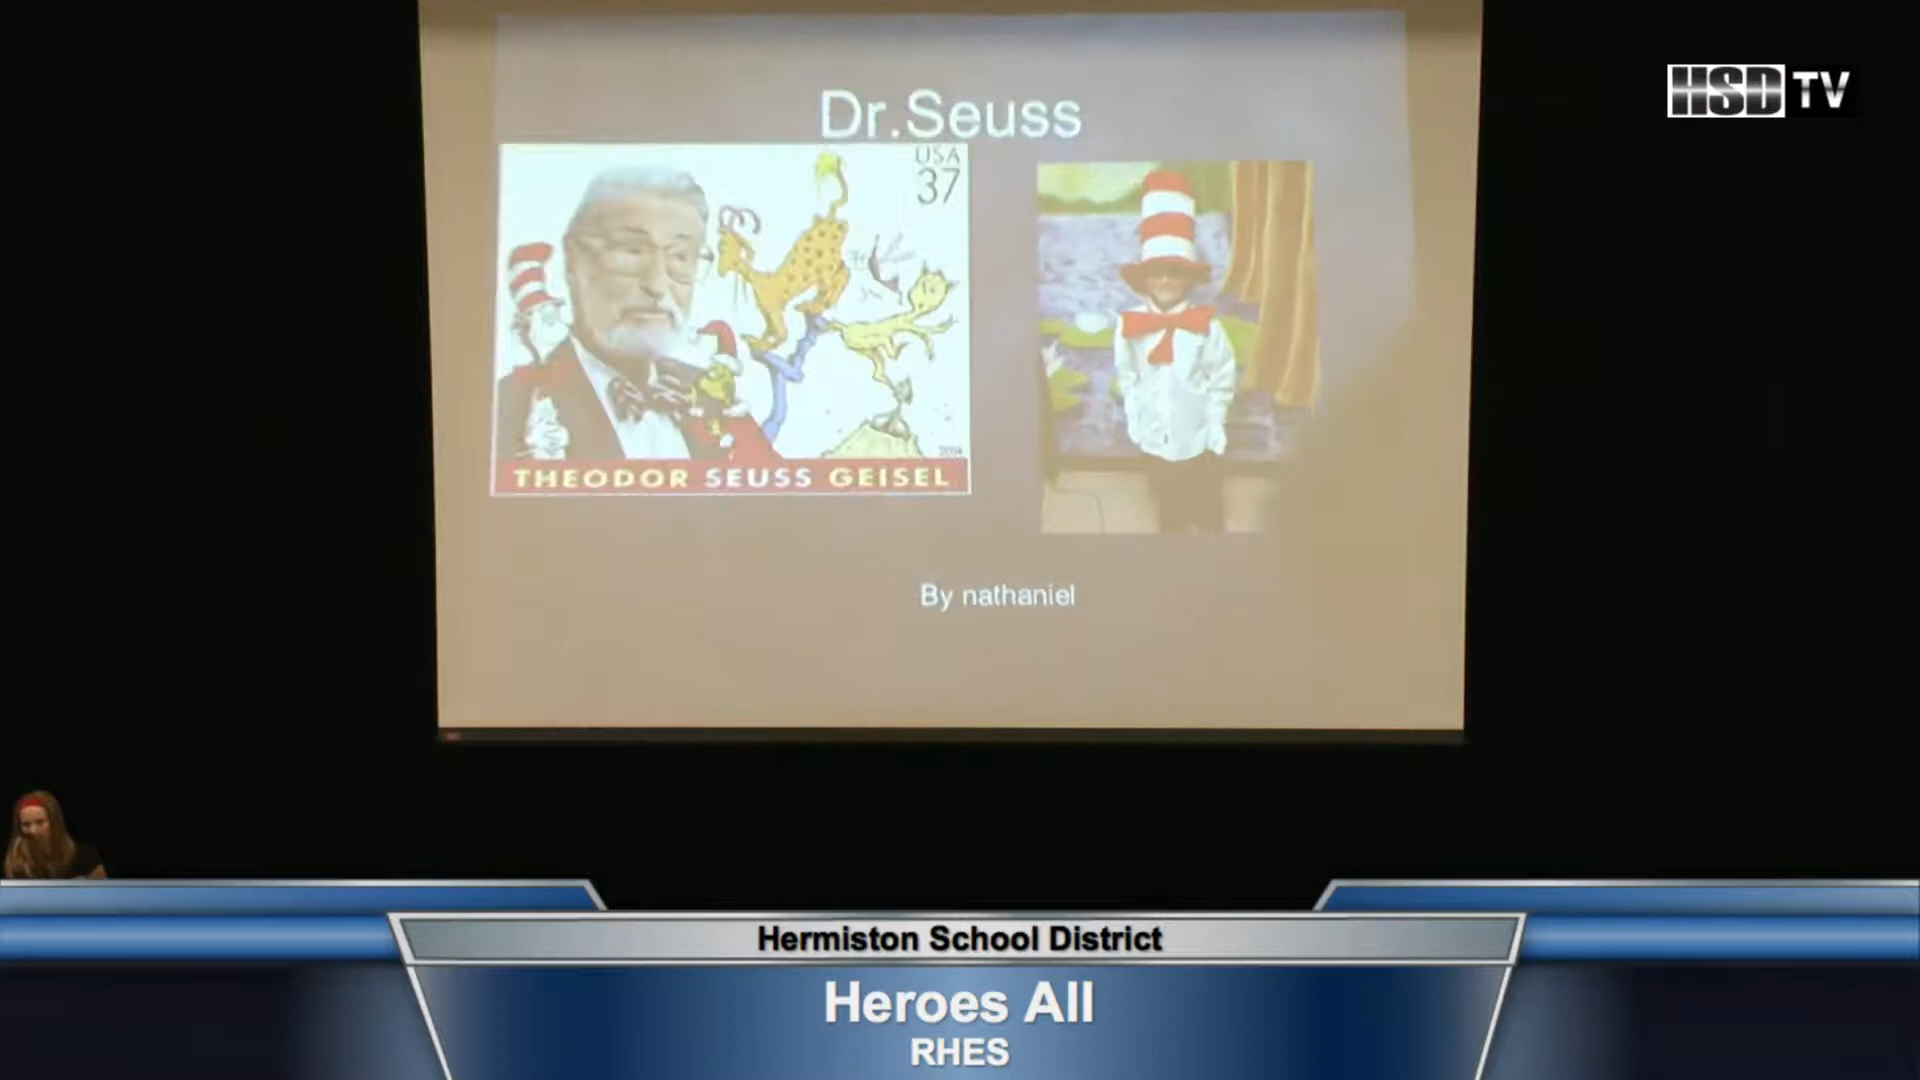 HSD TV
Dr.Seuss
USA
37
THEODOR SEUSS GEISEL
By nathaniel
Hermiston School District
Heroes All
RHES